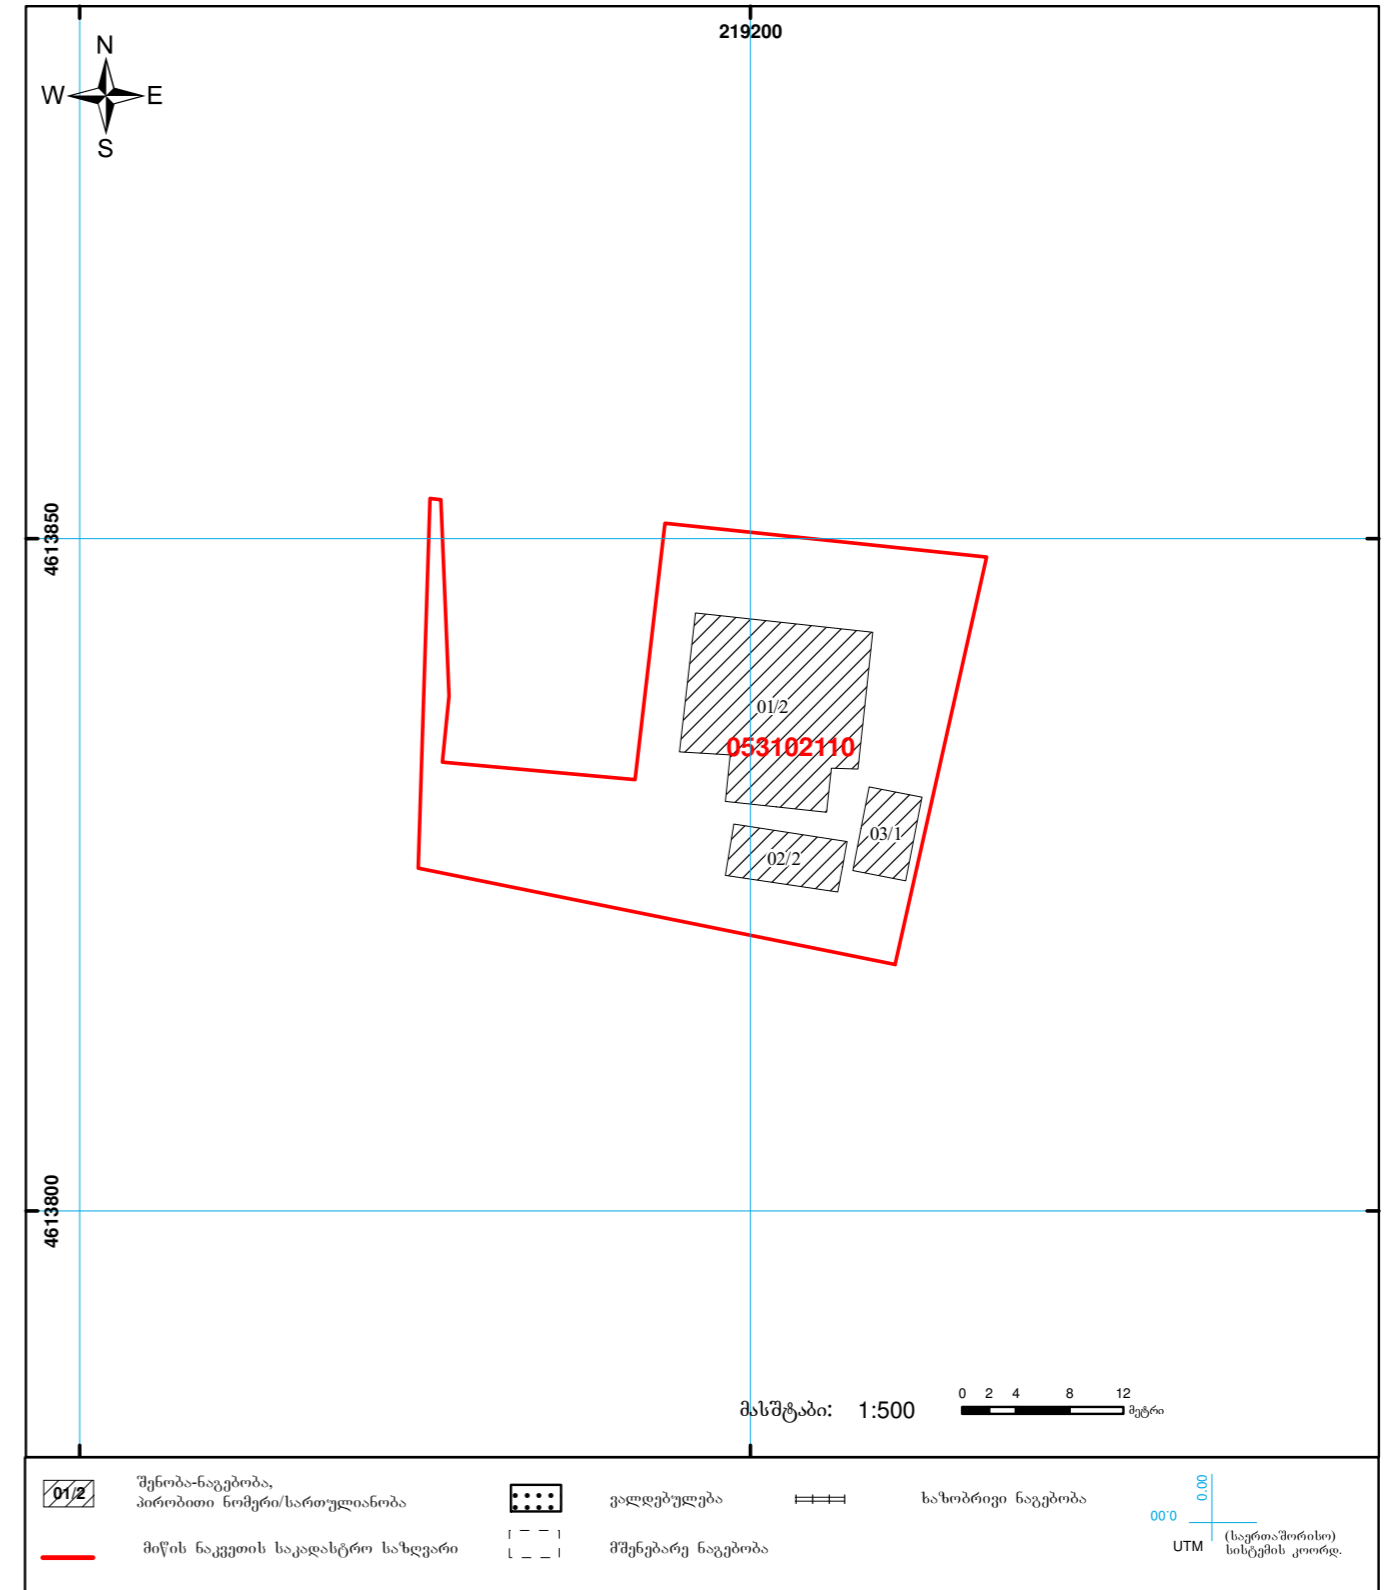 219200
N
W E
S
4613850
01/2
053102110
03/1
02/2
4613800
მასშტაბი: 1:500
0 2 4 8 12
მეტრი
01/2
შენობა-ნაგებობა,
პირობითი ნომერი/სართულიანობა
ვალდებულება
ხაზობრივი ნაგებობა
მიწის ნაკვეთის საკადასტრო საზღვარი
მშენებარე ნაგებობა
0.00
00.0
UTM
(საერთაშორისო)
სისტემის კოორდ.